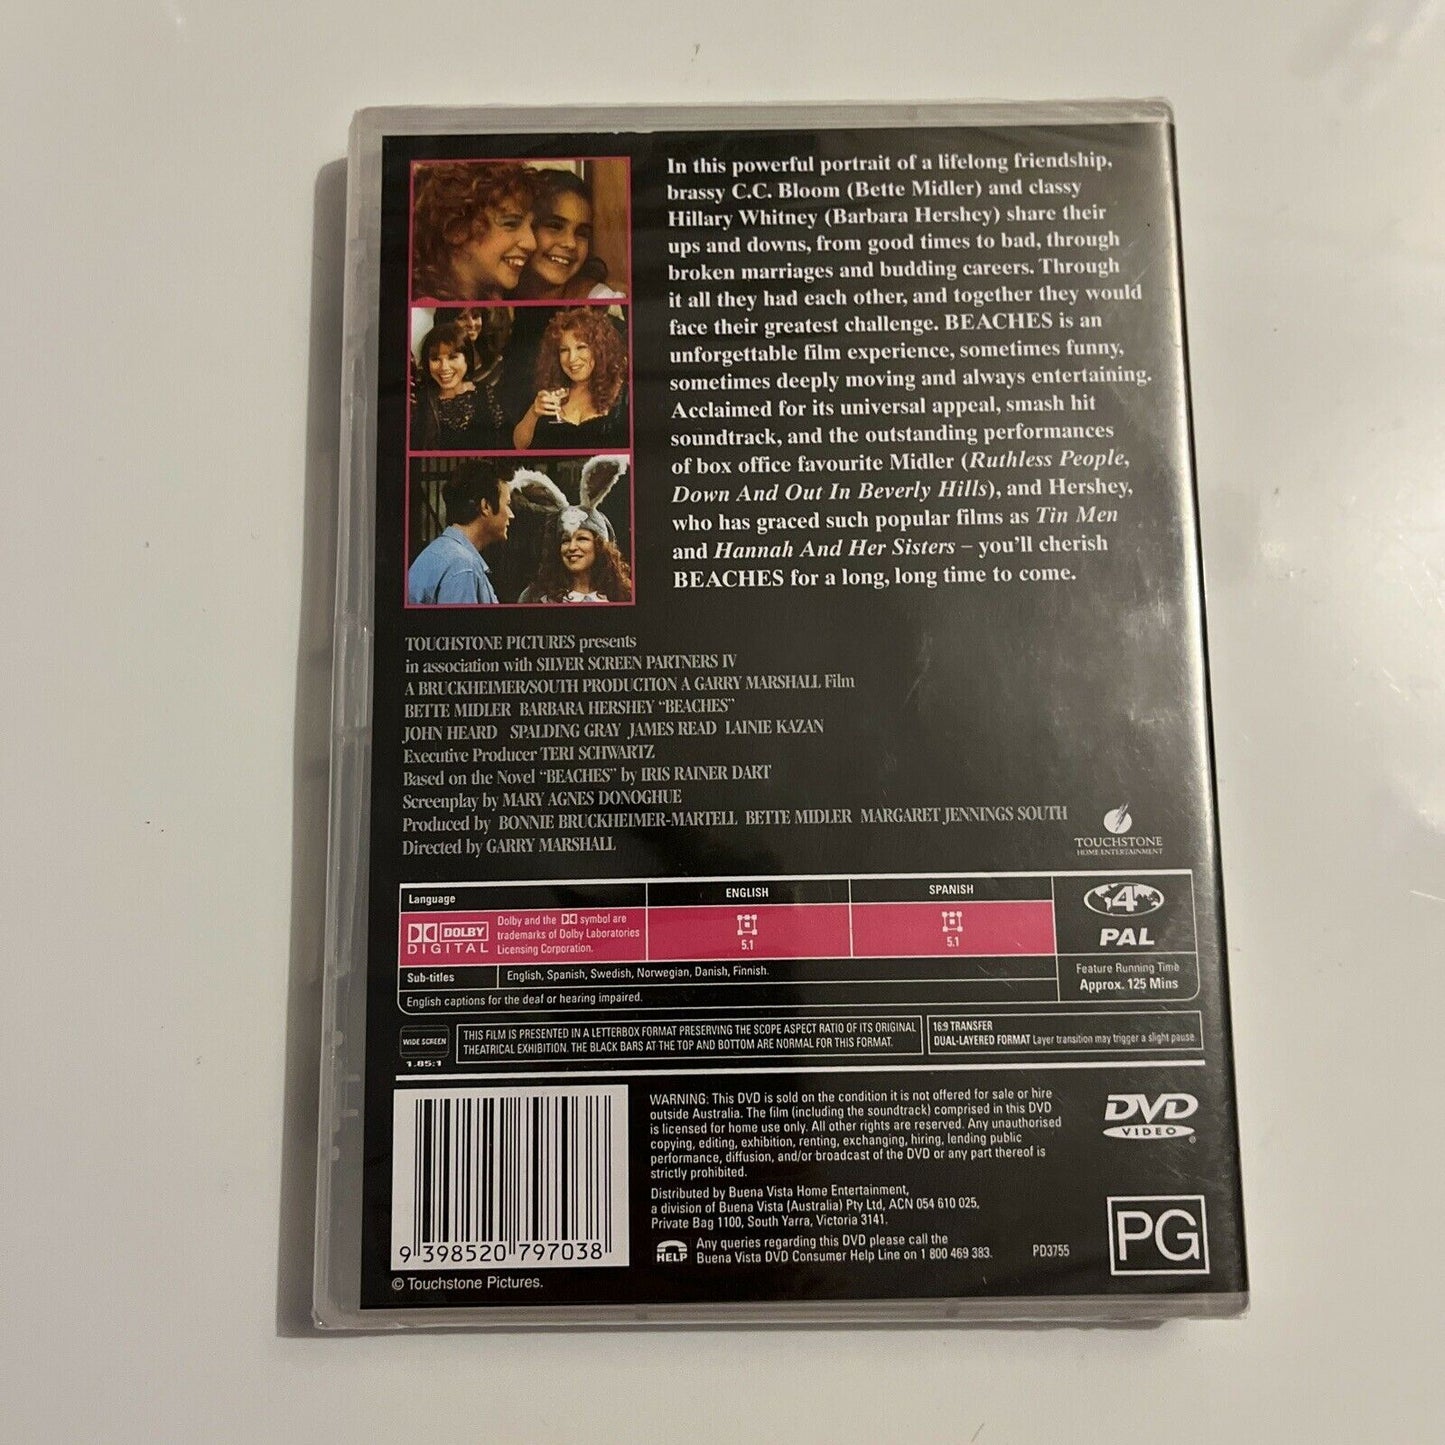 In this powerful portrait of a lifelong friendship,
brassy C.C. Bloom (Bette Midler) and classy
Hillary Whitney (Barbara Hershey) share their
ups and downs, from good times to bad, through
broken marriages and budding careers. Through
it all they had each other, and together they would
face their greatest challenge. BEACHES is an
unforgettable film experience, sometimes funny,
sometimes deeply moving and always entertaining.
Acclaimed for its universal appeal, smash hit
soundtrack, and the outstanding performances
of box office favourite Midler (Ruthless People,
Down And Out In Beverly Hills), and Hershey,
who has graced such popular films as Tin Men
and Hannah And Her Sisters – you'll cherish
BEACHES for a long, long time to come.
TOUCHSTONE PICTURES presents
in association with SILVER SCREEN PARTNERS IV
A BRUCKHEIMER/SOUTH PRODUCTION A GARRY MARSHALL Film
BETTE MIDLER BARBARA HERSHEY "BEACHES"
JOHN HEARD SPALDING GRAY JAMES READ LAINIE KAZAN
Executive Producer TERI SCHWARTZ
Based on the Novel "BEACHES" by IRIS RAINER DART
Screenplay by MARY AGNES DONOGHUE
Produced by BONNIE BRUCKHEIMER-MARTELL BETTE MIDLER MARGARET JENNINGS SOUTH
Directed by GARRY MARSHALL
TOUCHSTONE
HOME ENTERTAINMENT
Language ENGLISH SPANISH
DOLBY
DIGITAL
Dolby and the DD symbol are
trademarks of Dolby Laboratories
Licensing Corporation.
5.1 5.1
4
PAL
Sub-titles English, Spanish, Swedish, Norwegian, Danish, Finnish.
English captions for the deaf or hearing impaired.
Feature Running Time
Approx. 125 Mins
WIDE SCREEN
1.85:1
THIS FILM IS PRESENTED IN A LETTERBOX FORMAT PRESERVING THE SCOPE ASPECT RATIO OF ITS ORIGINAL
THEATRICAL EXHIBITION. THE BLACK BARS AT THE TOP AND BOTTOM ARE NORMAL FOR THIS FORMAT.
16:9 TRANSFER
DUAL-LAYERED FORMAT Layer transition may trigger a slight pause.
WARNING: This DVD is sold on the condition it is not offered for sale or hire
outside Australia. The film (including the soundtrack) comprised in this DVD
is licensed for home use only. All other rights are reserved. Any unauthorised
copying, editing, exhibition, renting, exchanging, hiring, lending public
performance, diffusion, and/or broadcast of the DVD or any part thereof is
strictly prohibited.
Distributed by Buena Vista Home Entertainment,
a division of Buena Vista (Australia) Pty Ltd, ACN 054 610 025,
Private Bag 1100, South Yarra, Victoria 3141.
HELP
Any queries regarding this DVD please call the
Buena Vista DVD Consumer Help Line on 1 800 469 383.
PD3755
DVD
VIDEO
PG
9 398520 797038
© Touchstone Pictures.